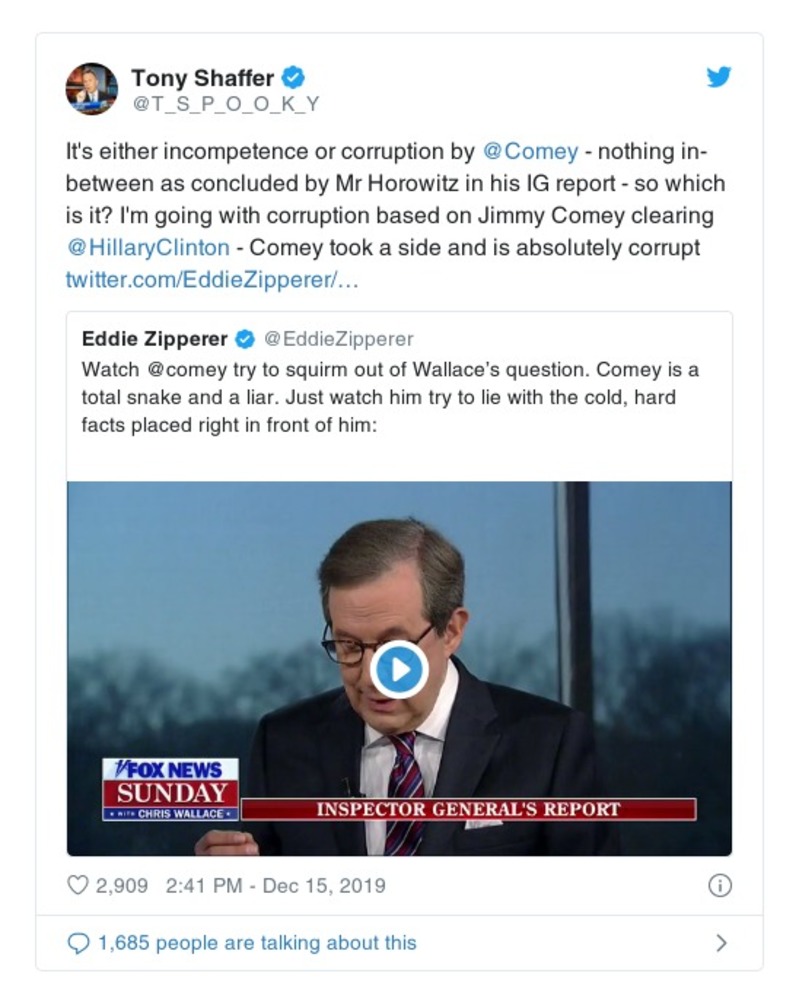 Tony Shaffer
@T_S_P_O_O_K_Y
It's either incompetence or corruption by @Comey - nothing in-
between as concluded by Mr Horowitz in his IG report - so which
is it? I'm going with corruption based on Jimmy Comey clearing
@HillaryClinton - Comey took a side and is absolutely corrupt
twitter.com/EddieZipperer/…
Eddie Zipperer @EddieZipperer
Watch @comey try to squirm out of Wallace’s question. Comey is a
total snake and a liar. Just watch him try to lie with the cold, hard
facts placed right in front of him:
FOX NEWS
SUNDAY
WITH CHRIS WALLACE
INSPECTOR GENERAL'S REPORT
2,909 2:41 PM - Dec 15, 2019
1,685 people are talking about this